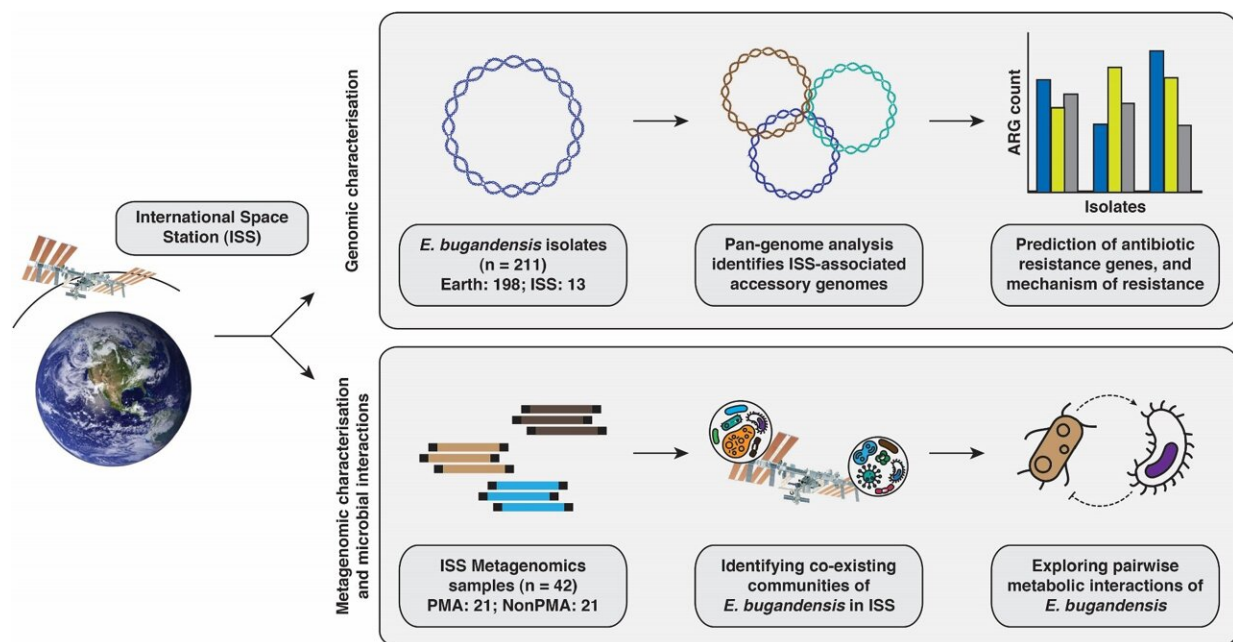 International Space
Station (ISS)
Genomic characterisation
E. bugandensis isolates
(n = 211)
Earth: 198; ISS: 13
Pan-genome analysis
identifies ISS-associated
accessory genomes
ARG count
Isolates
Prediction of antibiotic
resistance genes, and
mechanism of resistance
Metagenomic characterisation
and microbial interactions
ISS Metagenomics
samples (n = 42)
PMA: 21; NonPMA: 21
Identifying co-existing
communities of
E. bugandensis in ISS
Exploring pairwise
metabolic interactions of
E. bugandensis